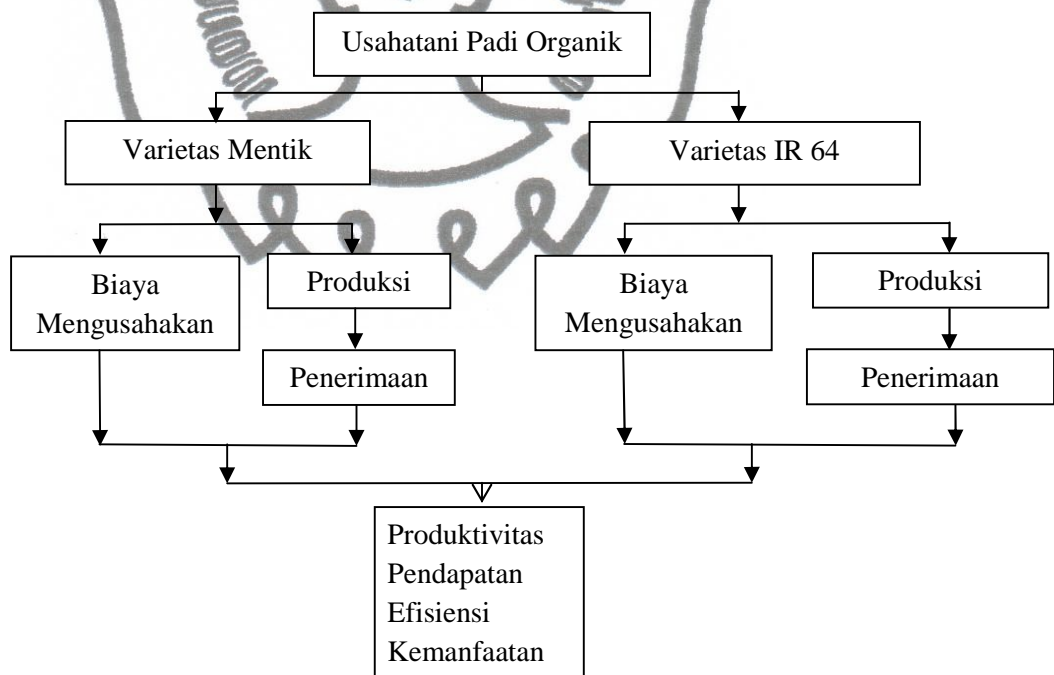 Usahatani Padi Organik
Varietas Mentik
Varietas IR 64
Biaya
Mengusahakan
Produksi
Biaya
Mengusahakan
Produksi
Penerimaan
Penerimaan
Produktivitas
Pendapatan
Efisiensi
Kemanfaatan